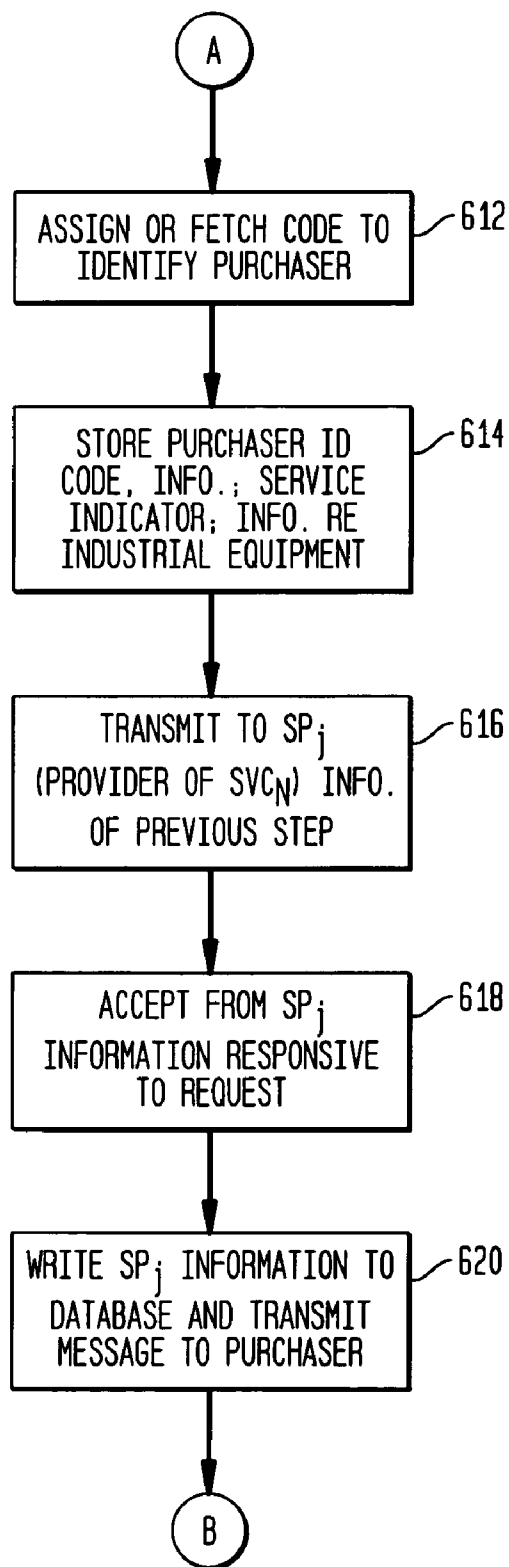 A
ASSIGN OR FETCH CODE TO
IDENTIFY PURCHASER
612
STORE PURCHASER ID
CODE, INFO.; SERVICE
INDICATOR; INFO. RE
INDUSTRIAL EQUIPMENT
614
TRANSMIT TO SPj
(PROVIDER OF SVCN) INFO.
OF PREVIOUS STEP
616
ACCEPT FROM SPj
INFORMATION RESPONSIVE
TO REQUEST
618
WRITE SPj INFORMATION TO
DATABASE AND TRANSMIT
MESSAGE TO PURCHASER
620
B